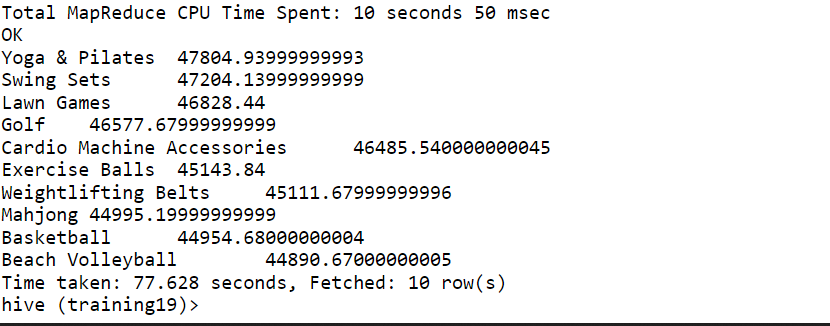 Total MapReduce CPU Time Spent: 10 seconds 50 msec
OK
Yoga & Pilates  47804.93999999993
Swing Sets      47204.13999999999
Lawn Games      46828.44
Golf    46577.67999999999
Cardio Machine Accessories      46485.540000000045
Exercise Balls  45143.84
Weightlifting Belts     45111.67999999996
Mahjong 44995.19999999999
Basketball      44954.68000000004
Beach Volleyball        44890.67000000005
Time taken: 77.628 seconds, Fetched: 10 row(s)
hive (training19)>